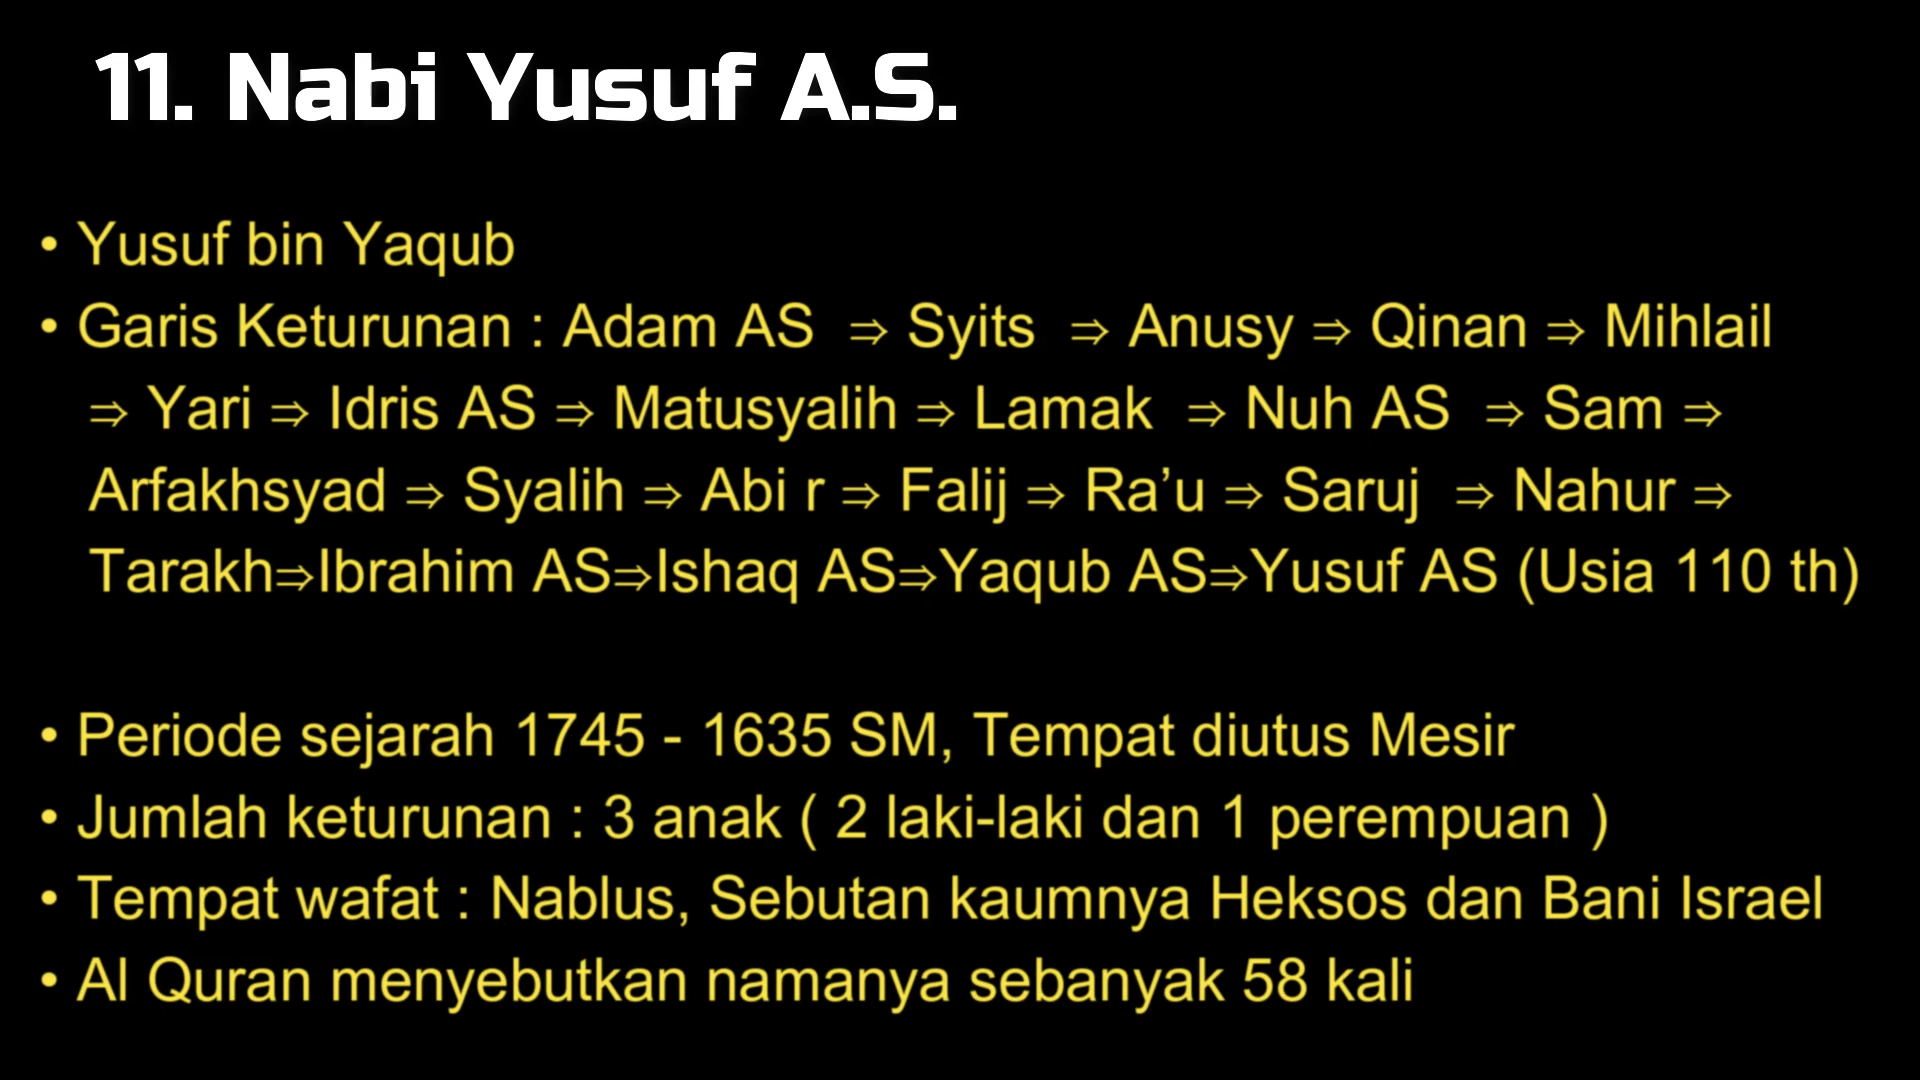 11. Nabi Yusuf A.S.
• Yusuf bin Yaqub
• Garis Keturunan : Adam AS ⇒ Syits ⇒ Anusy ⇒ Qinan ⇒ Mihlail
⇒ Yari ⇒ Idris AS ⇒ Matusyalih ⇒ Lamak ⇒ Nuh AS ⇒ Sam ⇒
Arfakhsyad ⇒ Syalih ⇒ Abi r ⇒ Falij ⇒ Ra’u ⇒ Saruj ⇒ Nahur ⇒
Tarakh⇒Ibrahim AS⇒Ishaq AS⇒Yaqub AS⇒Yusuf AS (Usia 110 th)
• Periode sejarah 1745 - 1635 SM, Tempat diutus Mesir
• Jumlah keturunan : 3 anak ( 2 laki-laki dan 1 perempuan )
• Tempat wafat : Nablus, Sebutan kaumnya Heksos dan Bani Israel
• Al Quran menyebutkan namanya sebanyak 58 kali